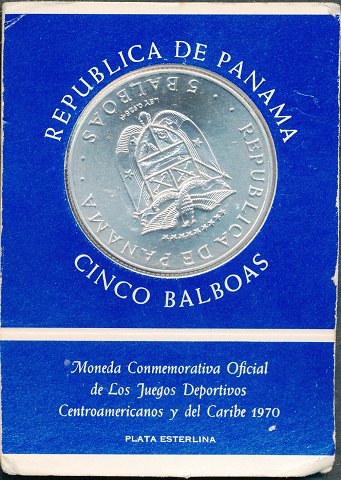 REPUBLICA DE PANAMA
REPUBLICA DE PANAMA · 5 BALBOAS ·
CINCO BALBOAS
Moneda Conmemorativa Oficial
de Los Juegos Deportivos
Centroamericanos y del Caribe 1970
PLATA ESTERLINA